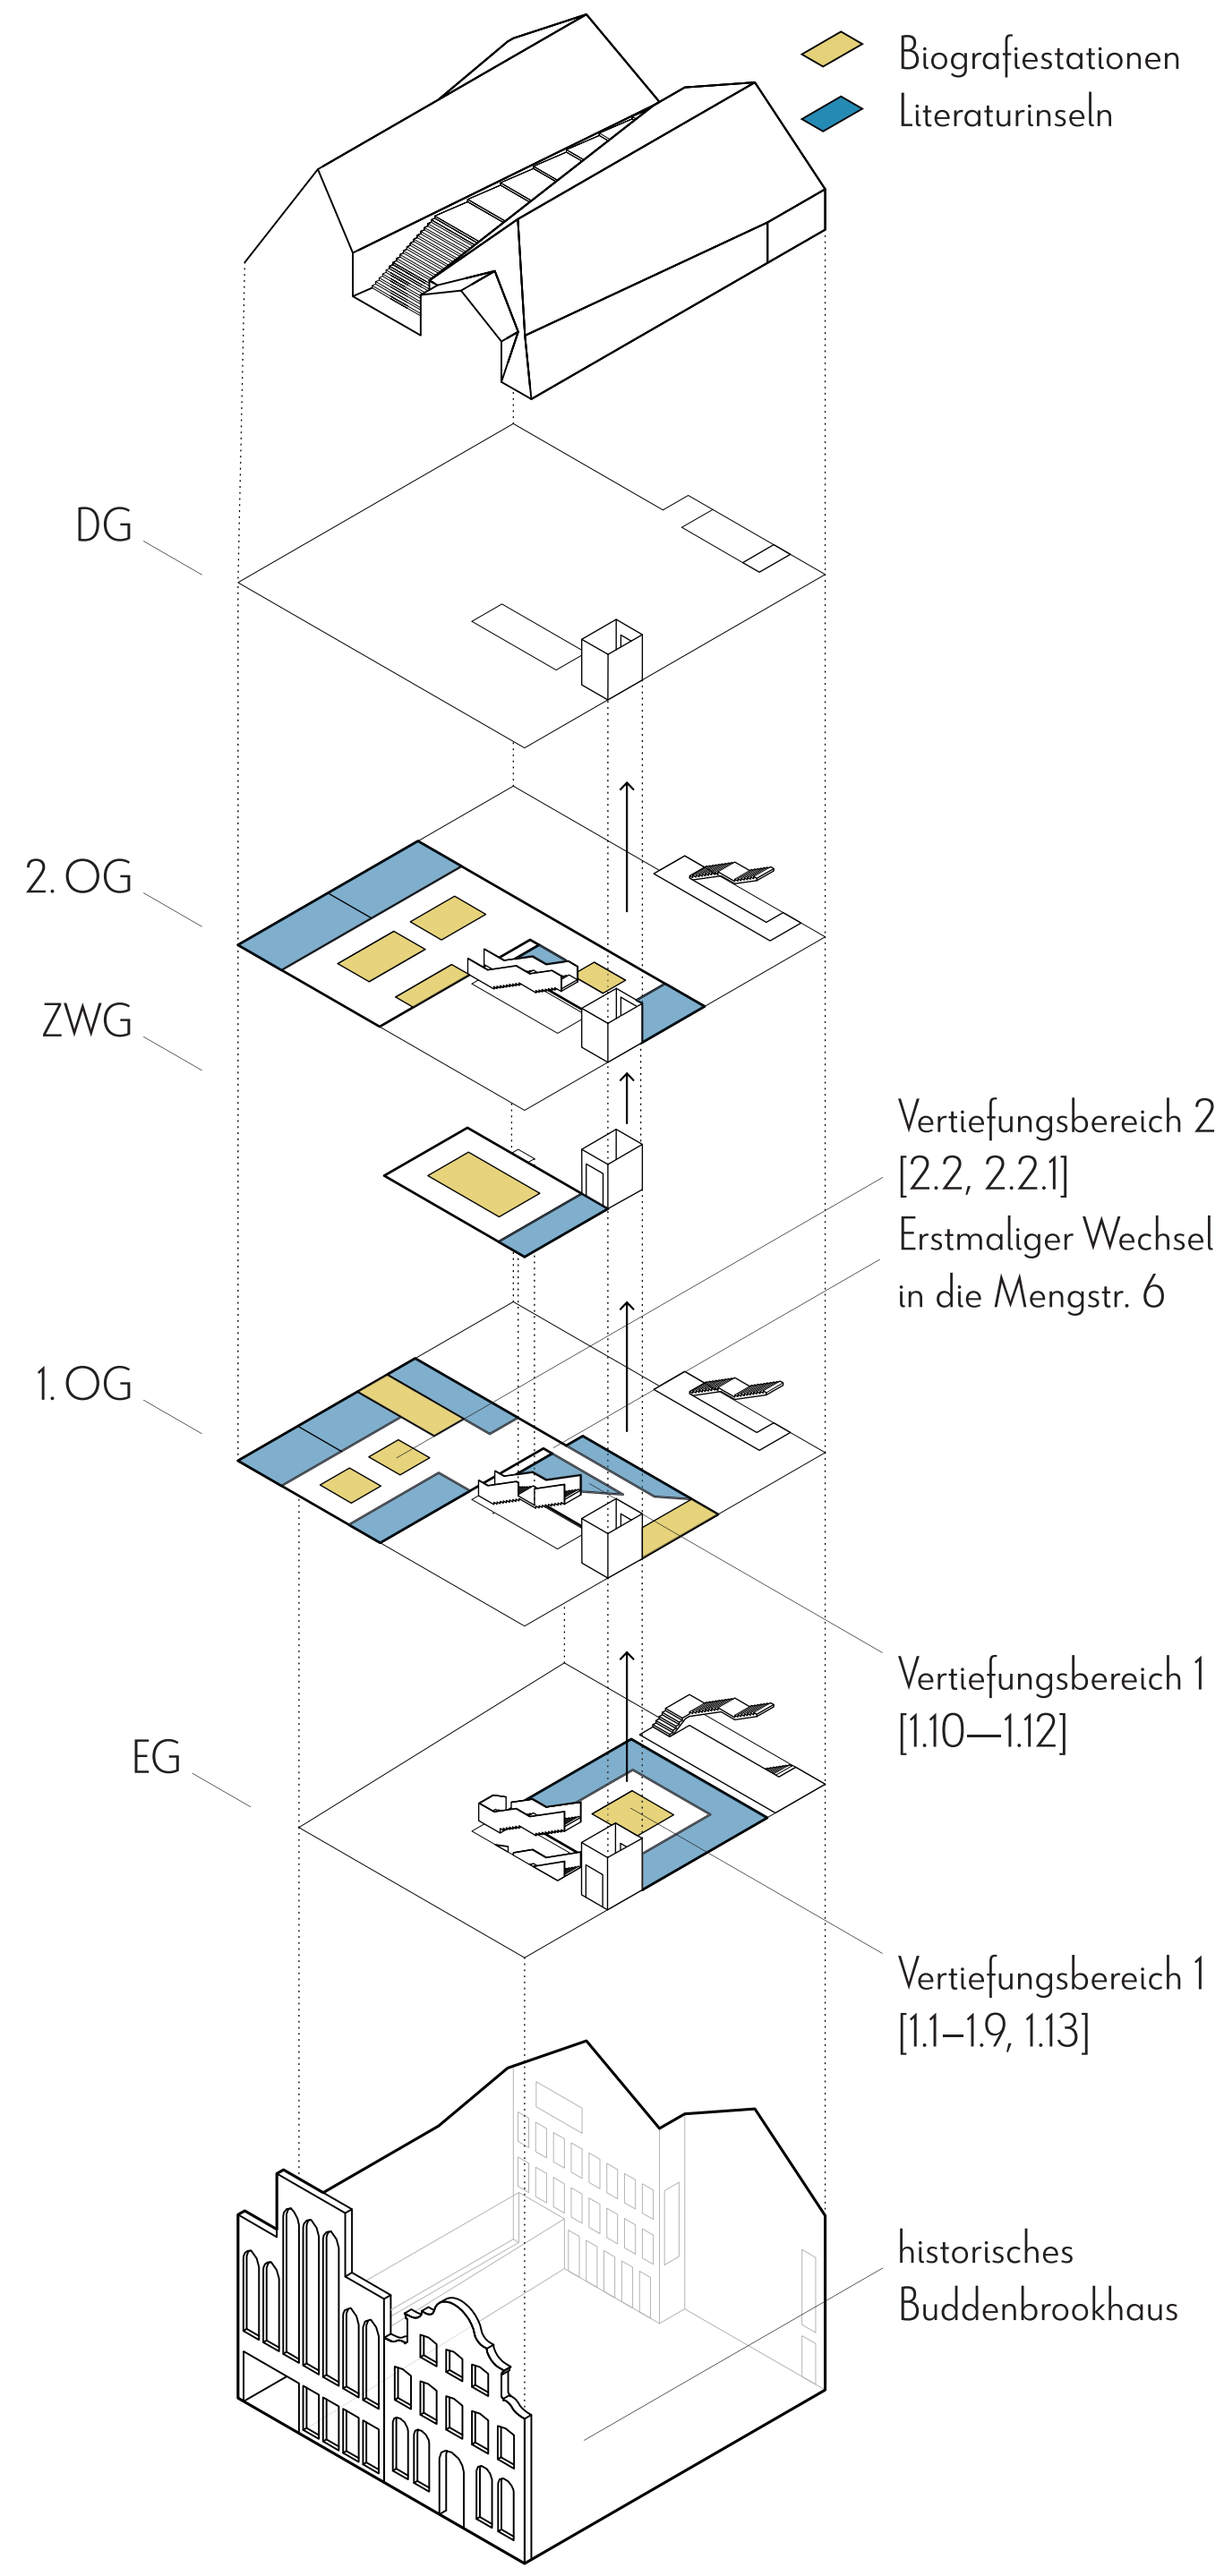 Biografiestationen
Literaturinseln
DG
2. OG
ZWG
Vertiefungsbereich 2
[2.2, 2.2.1]
Erstmaliger Wechsel
in die Mengstr. 6
1. OG
Vertiefungsbereich 1
[1.10—1.12]
EG
Vertiefungsbereich 1
[1.1–1.9, 1.13]
historisches
Buddenbrookhaus